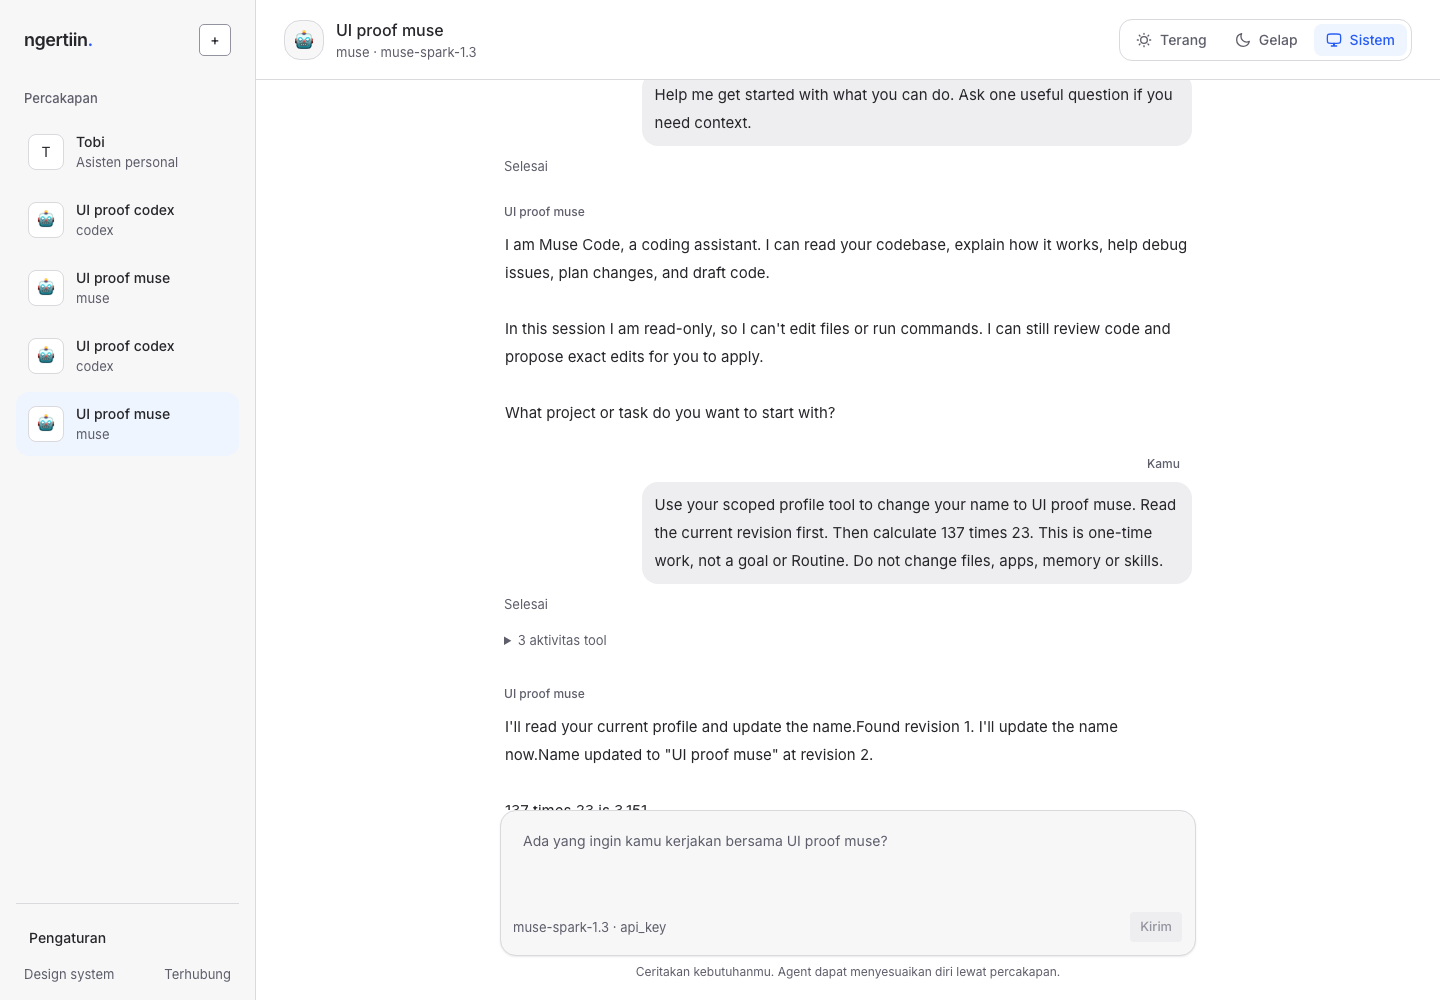 ngertiin.
+
Percakapan
T
Tobi
Asisten personal
UI proof codex
codex
UI proof muse
muse
UI proof codex
codex
UI proof muse
muse
Pengaturan
Design system
Terhubung
UI proof muse
muse · muse-spark-1.3
Terang
Gelap
Sistem
Help me get started with what you can do. Ask one useful question if you
need context.
Selesai
UI proof muse
I am Muse Code, a coding assistant. I can read your codebase, explain how it works, help debug
issues, plan changes, and draft code.
In this session I am read-only, so I can't edit files or run commands. I can still review code and
propose exact edits for you to apply.
What project or task do you want to start with?
Kamu
Use your scoped profile tool to change your name to UI proof muse. Read
the current revision first. Then calculate 137 times 23. This is one-time
work, not a goal or Routine. Do not change files, apps, memory or skills.
Selesai
3 aktivitas tool
UI proof muse
I'll read your current profile and update the name.Found revision 1. I'll update the name
now.Name updated to "UI proof muse" at revision 2.
137 times 23 is 3,151.
Ada yang ingin kamu kerjakan bersama UI proof muse?
muse-spark-1.3 · api_key
Kirim
Ceritakan kebutuhanmu. Agent dapat menyesuaikan diri lewat percakapan.